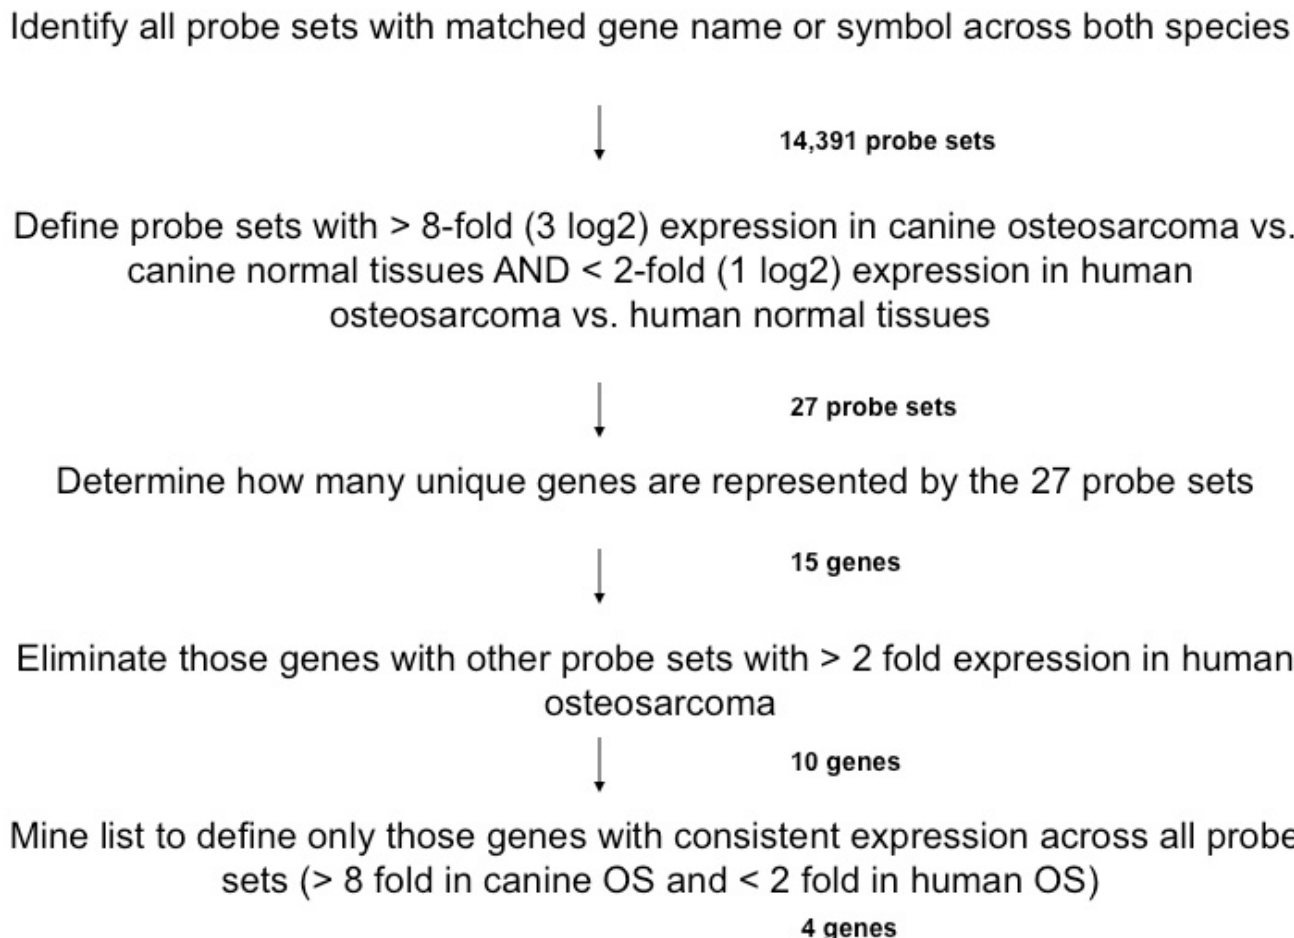 Identify all probe sets with matched gene name or symbol across both species
14,391 probe sets
Define probe sets with > 8-fold (3 log2) expression in canine osteosarcoma vs.
canine normal tissues AND < 2-fold (1 log2) expression in human
osteosarcoma vs. human normal tissues
27 probe sets
Determine how many unique genes are represented by the 27 probe sets
15 genes
Eliminate those genes with other probe sets with > 2 fold expression in human
osteosarcoma
10 genes
Mine list to define only those genes with consistent expression across all probe
sets (> 8 fold in canine OS and < 2 fold in human OS)
4 genes